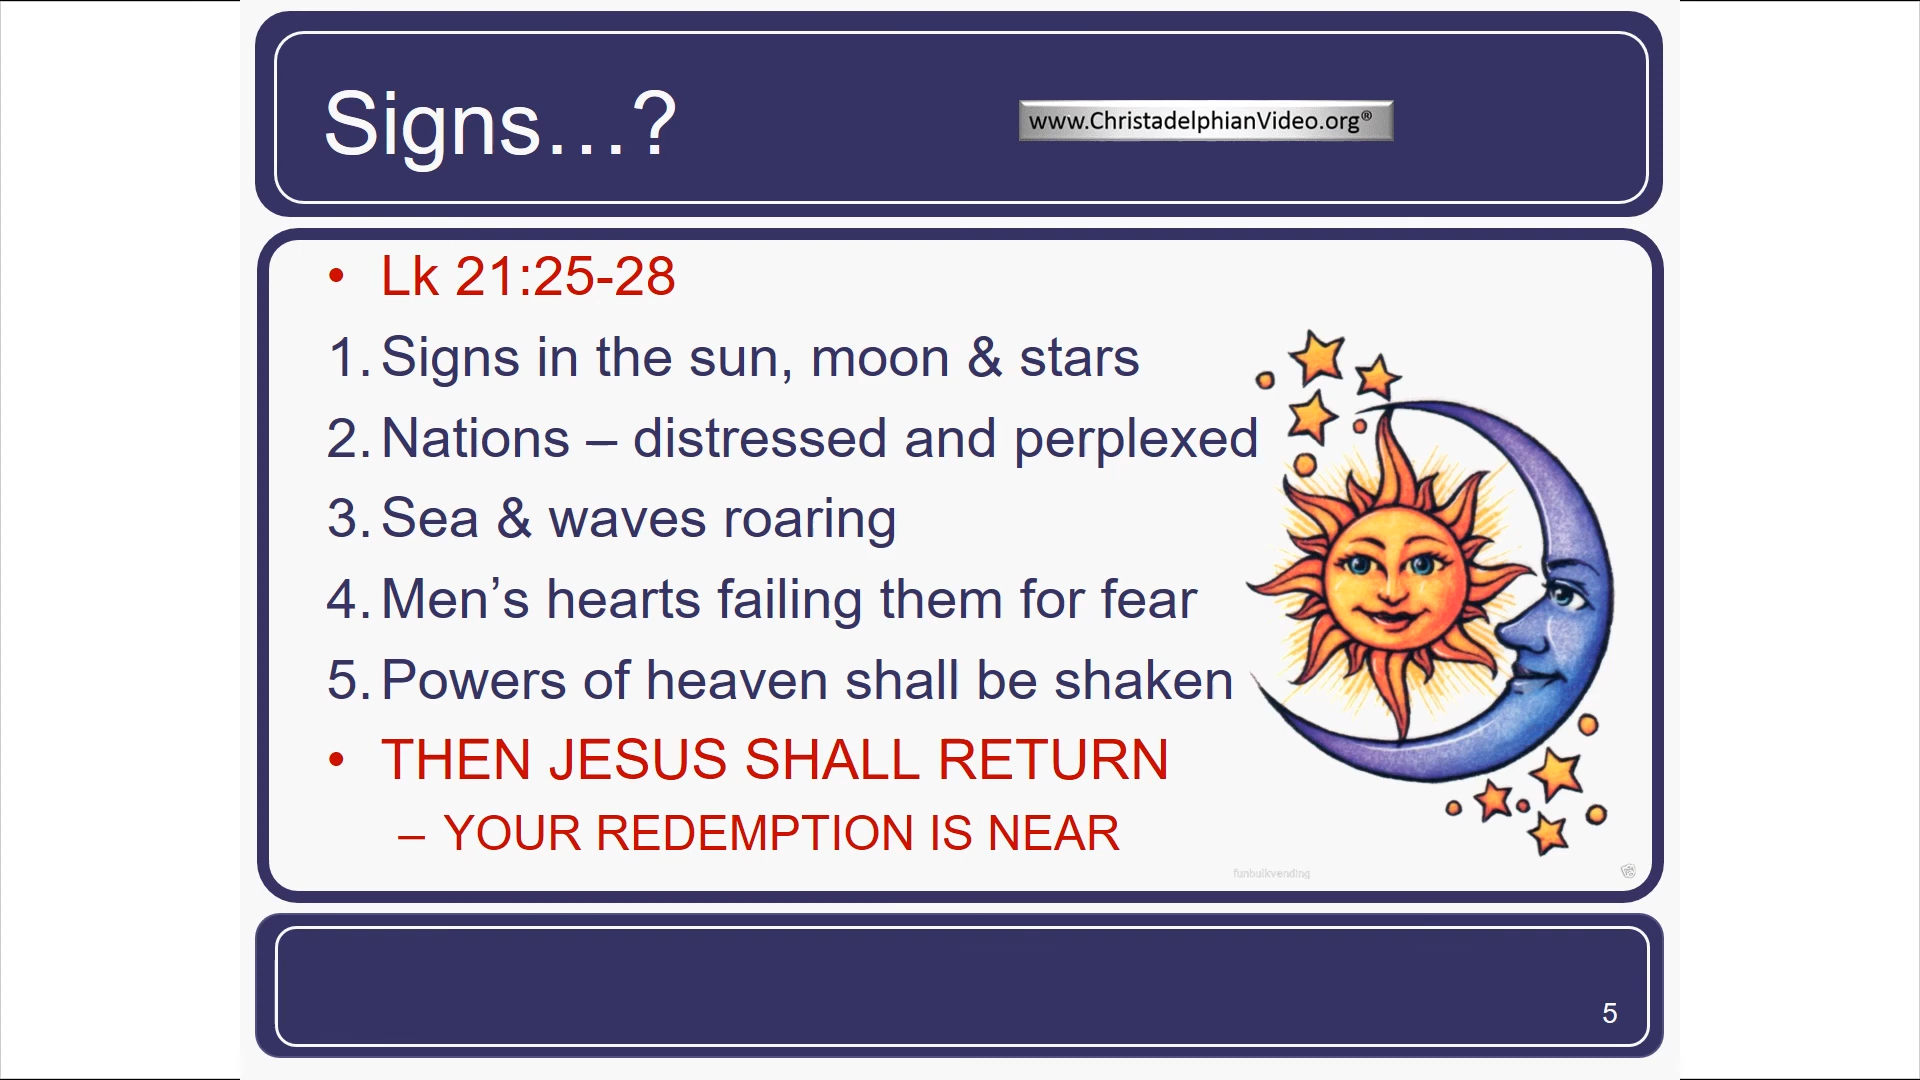 Signs...?
www.ChristadelphianVideo.org®
• Lk 21:25-28
1. Signs in the sun, moon & stars
2. Nations – distressed and perplexed
3. Sea & waves roaring
4. Men’s hearts failing them for fear
5. Powers of heaven shall be shaken
• THEN JESUS SHALL RETURN
– YOUR REDEMPTION IS NEAR
funbulkvending
5